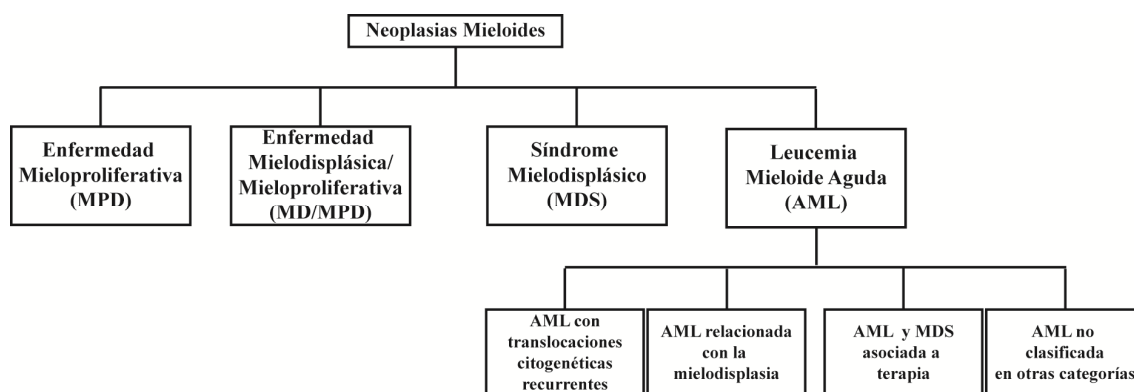 Neoplasias Mieloides
Enfermedad
Mieloproliferativa
(MPD)
Enfermedad
Mielodisplásica/
Mieloproliferativa
(MD/MPD)
Síndrome
Mielodisplásico
(MDS)
Leucemia
Mieloide Aguda
(AML)
AML con
translocaciones
citogenéticas
recurrentes
AML relacionada
con la
mielodisplasia
AML y MDS
asociada a
terapia
AML no
clasificada
en otras categorías